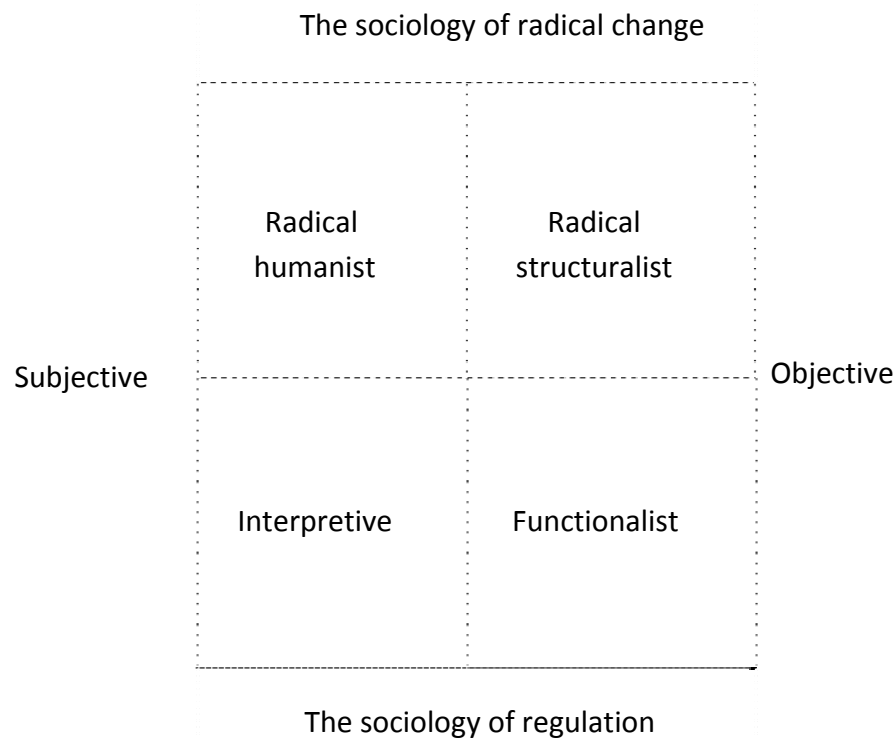 The sociology of radical change
Radical
humanist
Radical
structuralist
Subjective
Objective
Interpretive
Functionalist
The sociology of regulation